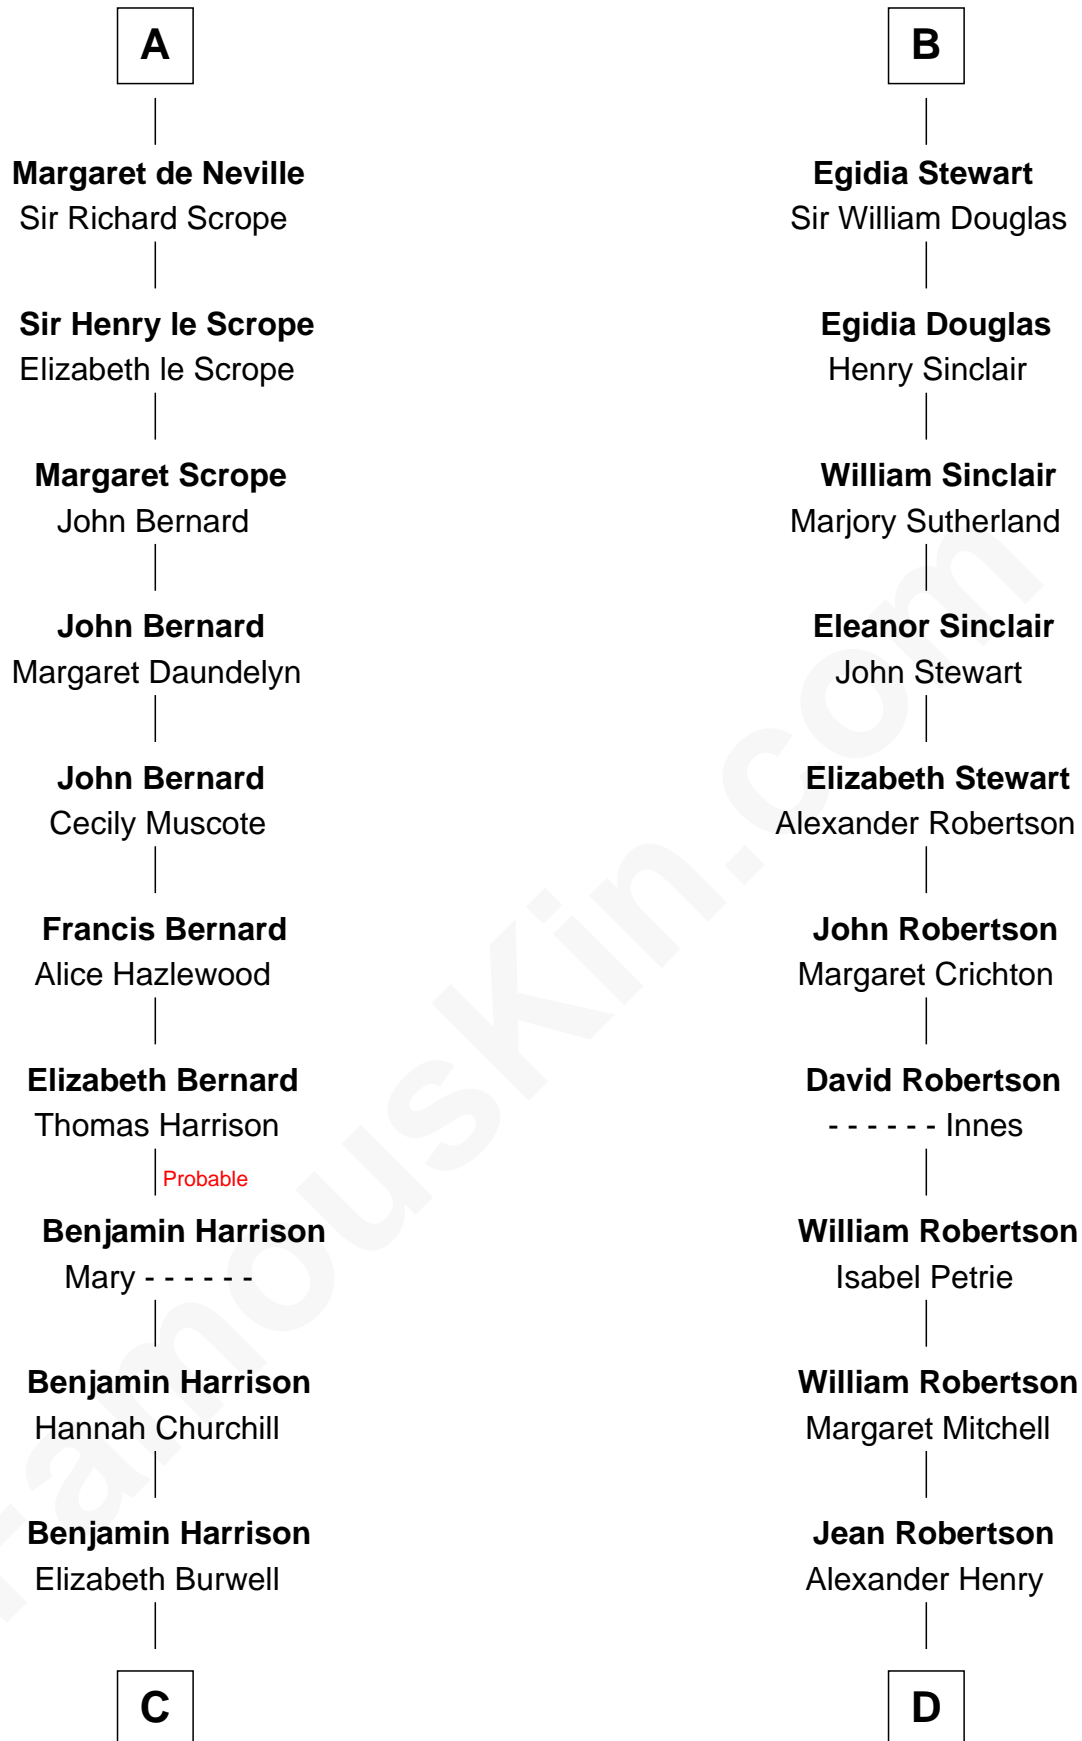 A
Margaret de Neville
Sir Richard Scrope
Sir Henry le Scrope
Elizabeth le Scrope
Margaret Scrope
John Bernard
John Bernard
Margaret Daundelyn
John Bernard
Cecily Muscote
Francis Bernard
Alice Hazlewood
Elizabeth Bernard
Thomas Harrison
Probable
Benjamin Harrison
Mary - - - - - -
Benjamin Harrison
Hannah Churchill
Benjamin Harrison
Elizabeth Burwell
C
B
Egidia Stewart
Sir William Douglas
Egidia Douglas
Henry Sinclair
William Sinclair
Marjory Sutherland
Eleanor Sinclair
John Stewart
Elizabeth Stewart
Alexander Robertson
John Robertson
Margaret Crichton
David Robertson
- - - - - - Innes
William Robertson
Isabel Petrie
William Robertson
Margaret Mitchell
Jean Robertson
Alexander Henry
D
FamousKin.com